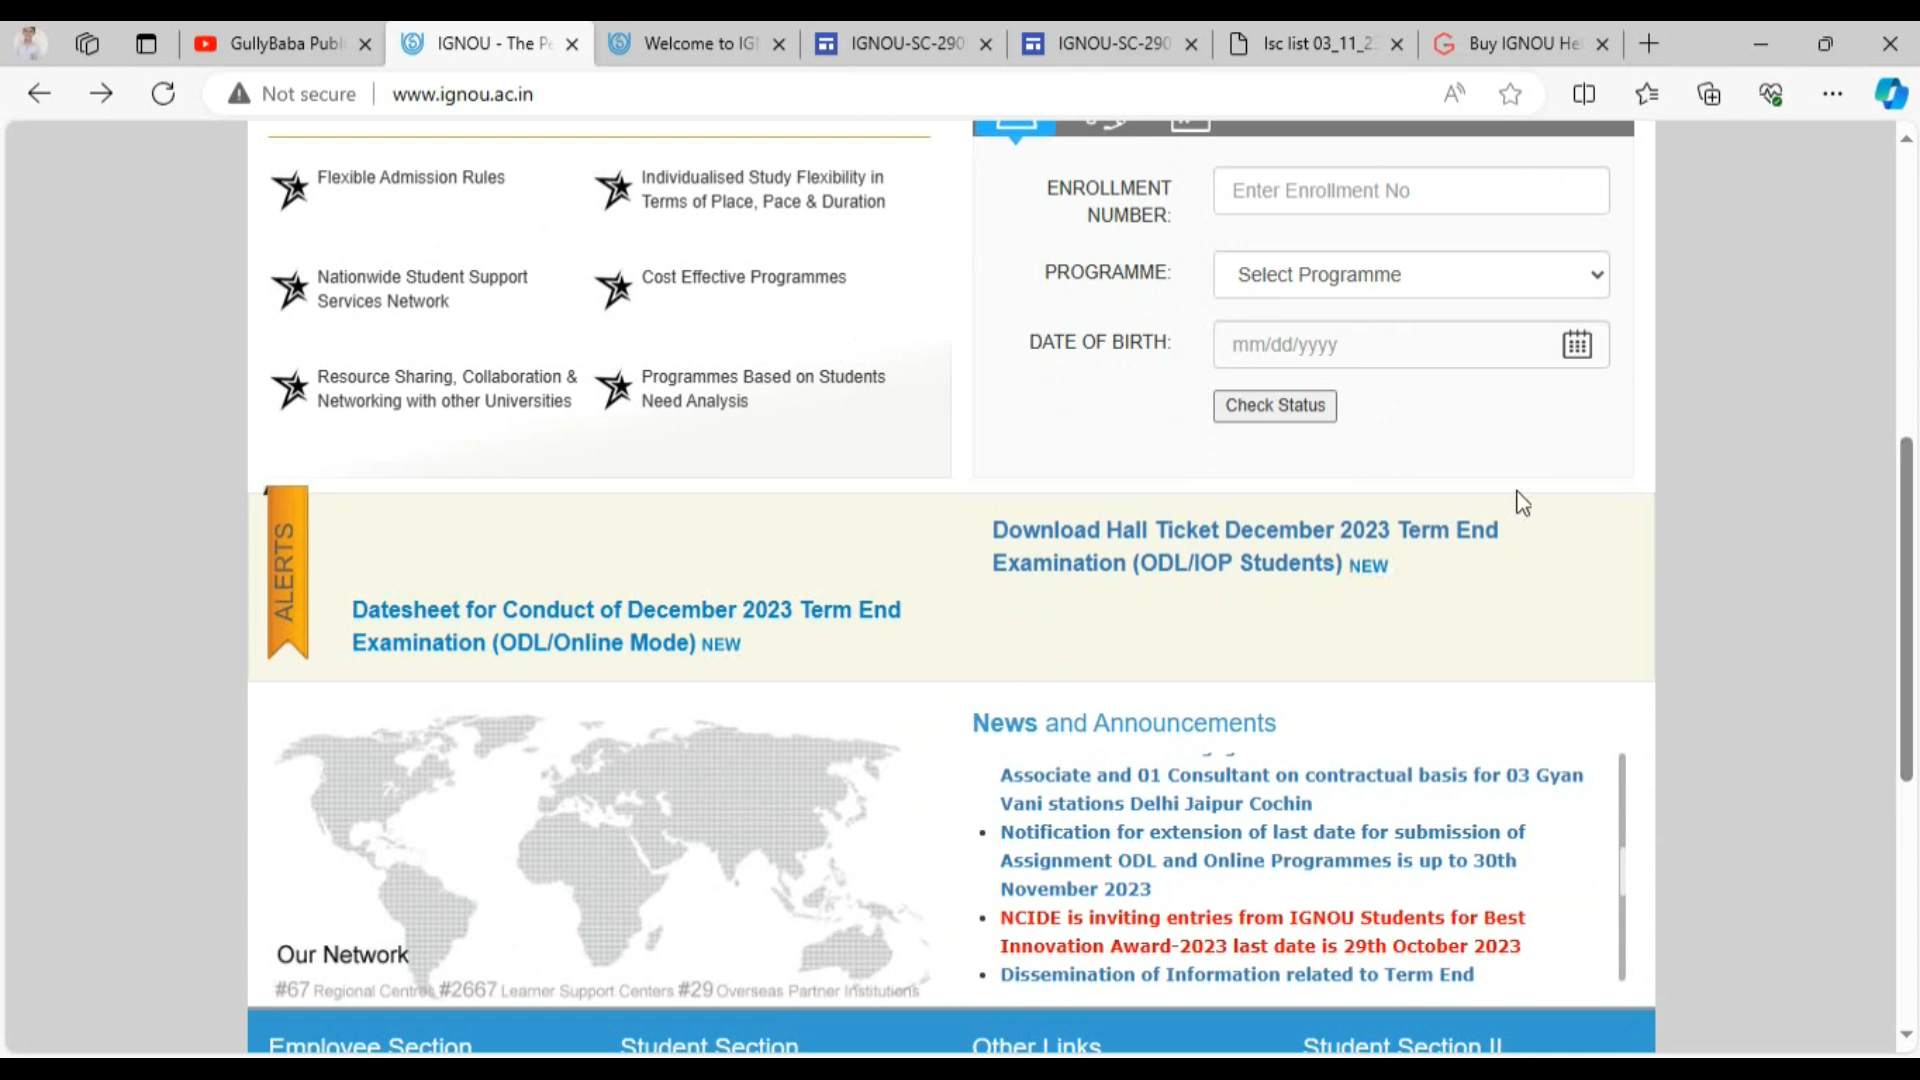 GullyBaba Publ
IGNOU - The Pe
Welcome to IG
IGNOU-SC-290
IGNOU-SC-290
lsc list 03_11_2
Buy IGNOU He
Not secure
www.ignou.ac.in
Flexible Admission Rules
Individualised Study Flexibility in
Terms of Place, Pace & Duration
Nationwide Student Support
Services Network
Cost Effective Programmes
Resource Sharing, Collaboration &
Networking with other Universities
Programmes Based on Students
Need Analysis
ENROLLMENT
NUMBER:
Enter Enrollment No
PROGRAMME:
Select Programme
DATE OF BIRTH:
mm/dd/yyyy
Check Status
ALERTS
Datesheet for Conduct of December 2023 Term End
Examination (ODL/Online Mode) NEW
Download Hall Ticket December 2023 Term End
Examination (ODL/IOP Students) NEW
Our Network
#67 Regional Centres #2667 Learner Support Centers #29 Overseas Partner Institutions
News and Announcements
Associate and 01 Consultant on contractual basis for 03 Gyan
Vani stations Delhi Jaipur Cochin
• Notification for extension of last date for submission of
Assignment ODL and Online Programmes is up to 30th
November 2023
• NCIDE is inviting entries from IGNOU Students for Best
Innovation Award-2023 last date is 29th October 2023
• Dissemination of Information related to Term End
Employee Section
Student Section
Other Links
Student Section II